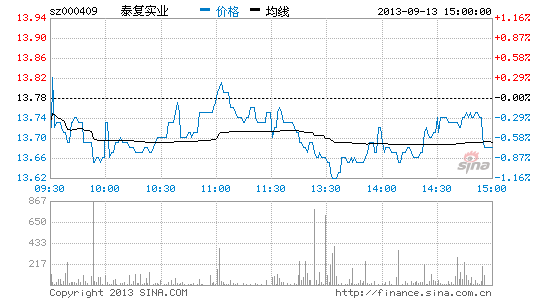 sz000409 泰复实业 价格 均线 2013-09-13 15:00:00
13.94 1.16%
13.90 0.87%
13.86 0.58%
13.82 0.29%
13.78 0.00%
13.74 -0.29%
13.70 -0.58%
13.66 -0.87%
13.62 -1.16%
sina
新浪财经
09:30 10:00 10:30 11:00 11:30 13:30 14:00 14:30 15:00
867
650
433
217
Copyright 2013 SINA.COM http://finance.sina.com.cn